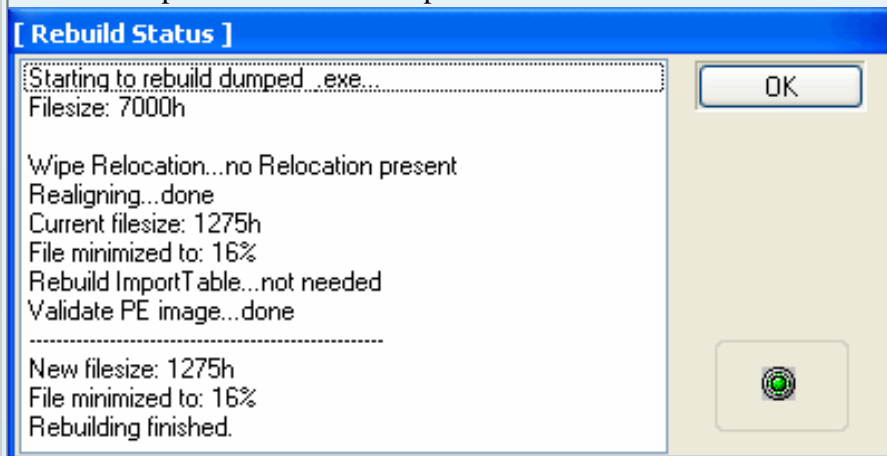 [ Rebuild Status ]
Starting to rebuild dumped_.exe...
Filesize: 7000h
OK
Wipe Relocation...no Relocation present
Realigning...done
Current filesize: 1275h
File minimized to: 16%
Rebuild ImportTable...not needed
Validate PE image...done
----------------------------------------------------
New filesize: 1275h
File minimized to: 16%
Rebuilding finished.